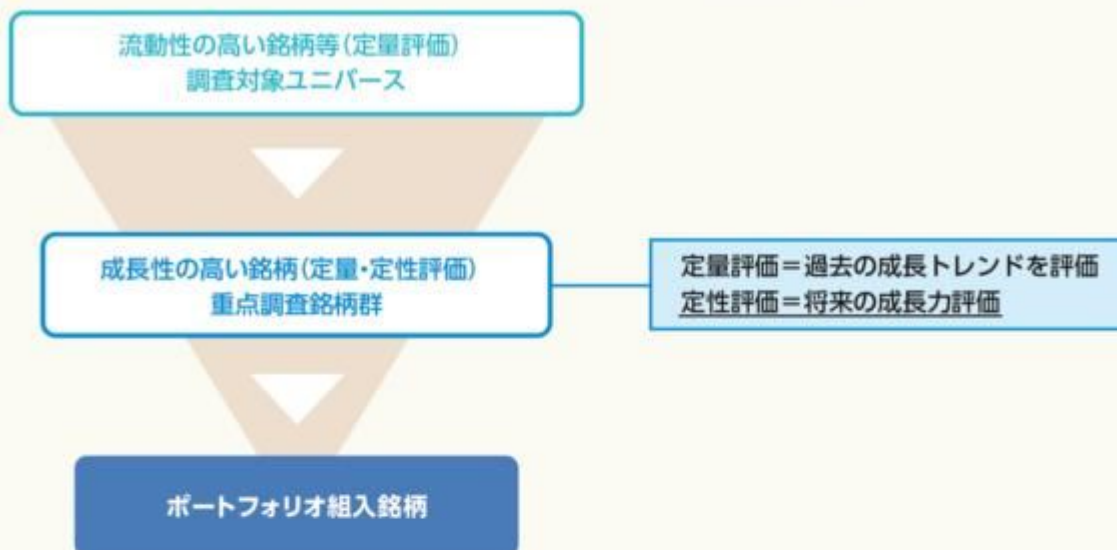 流動性の高い銘柄等(定量評価)
調査対象ユニバース
成長性の高い銘柄(定量・定性評価)
重点調査銘柄群
定量評価=過去の成長トレンドを評価
定性評価=将来の成長力評価
ポートフォリオ組入銘柄